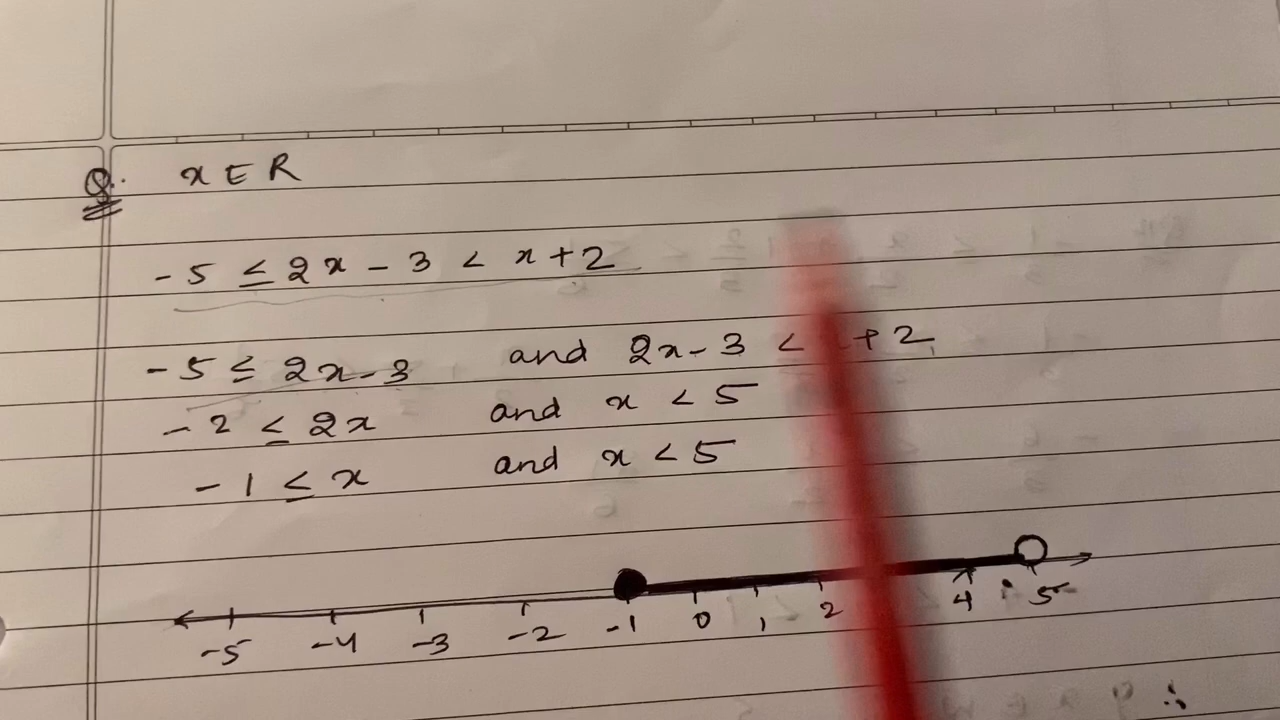 Q. x ∈ R
-5 ≤ 2x - 3 < x + 2
-5 ≤ 2x - 3 and 2x - 3 < + 2
-2 ≤ 2x and x < 5
-1 ≤ x and x < 5
-5 -4 -3 -2 -1 0 1 2 4 5